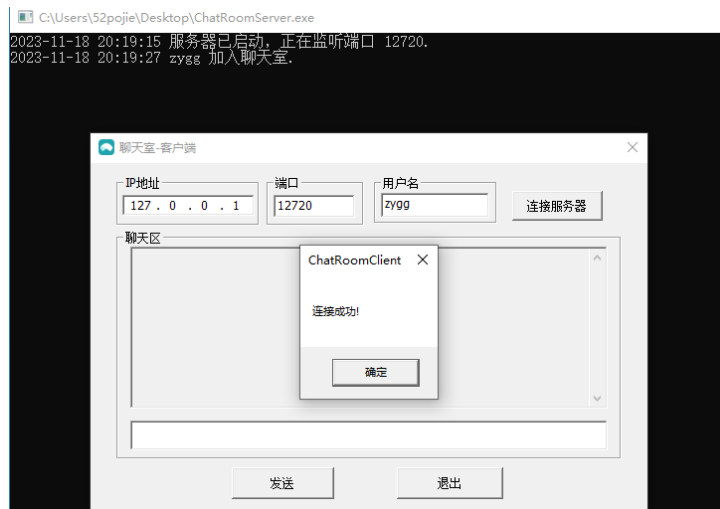 C:\Users\52pojie\Desktop\ChatRoomServer.exe
2023-11-18 20:19:15 服务器已启动，正在监听端口 12720.
2023-11-18 20:19:27 zygg 加入聊天室.
聊天室-客户端
IP地址 端口 用户名
127 . 0 . 0 . 1 12720 zygg 连接服务器
聊天区
ChatRoomClient
连接成功!
确定
发送 退出